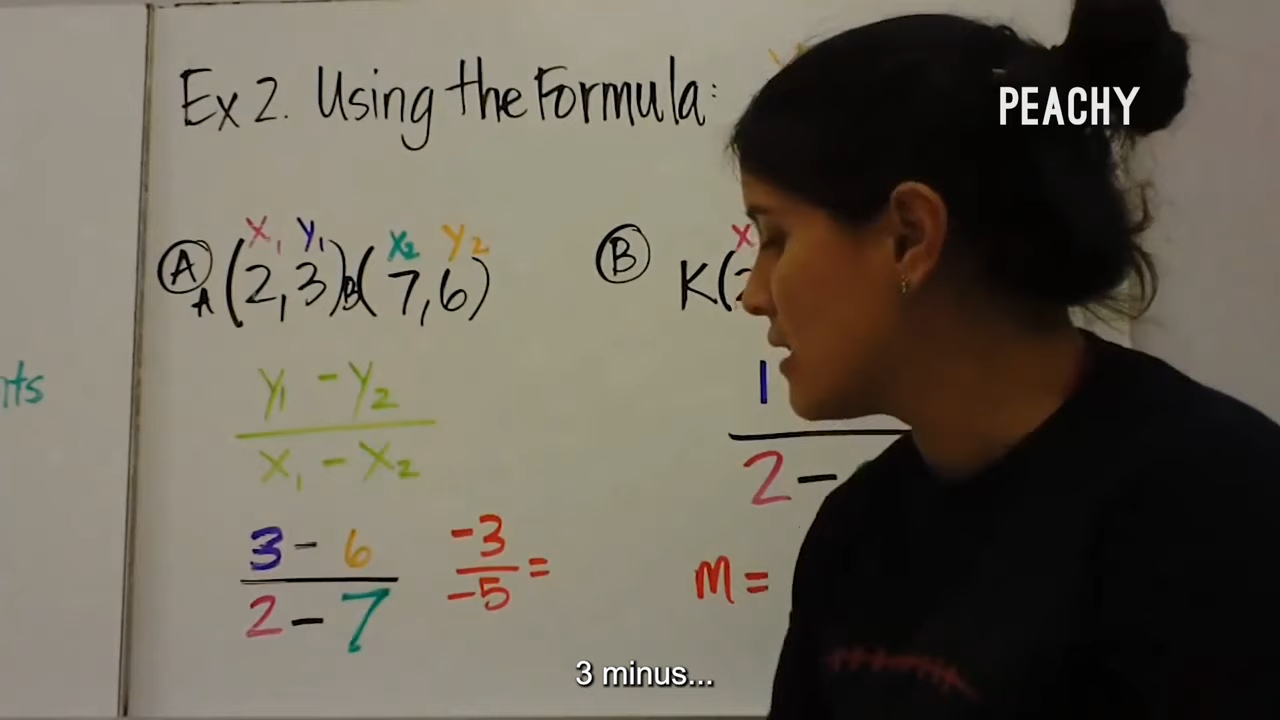 Ex 2. Using the Formula:
PEACHY
X₁ Y₁ X₂ Y₂
Ⓐ A(2,3) B(7,6)
Ⓑ K(
X
Y₁ - Y₂
X₁ - X₂
nts
1
2 -
3 - 6
2 - 7
-3
-5
=
m =
3 minus...